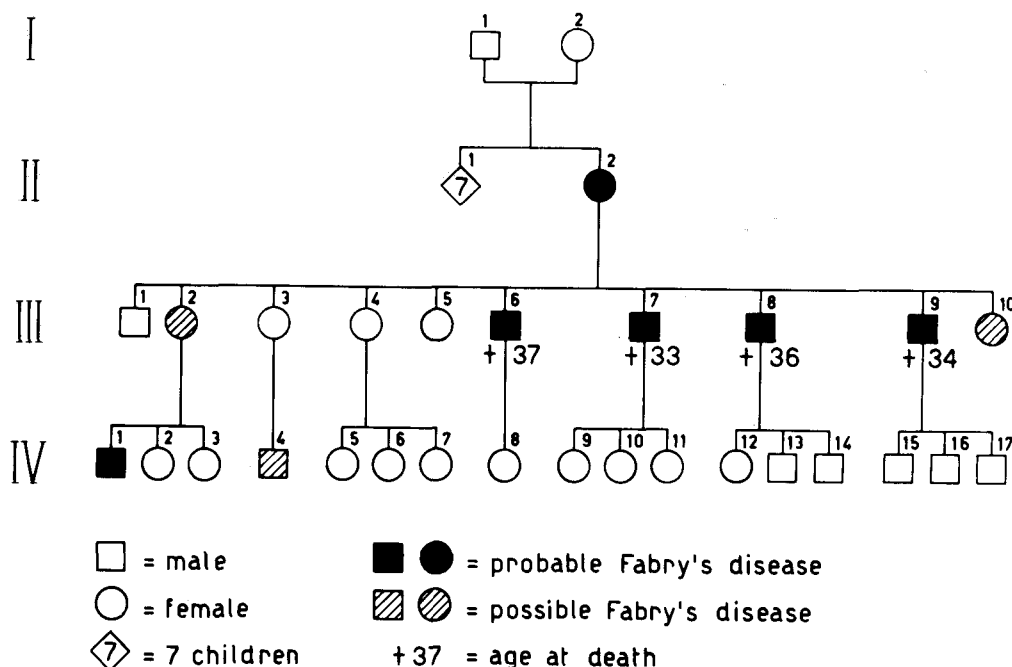 I 1 2
II 1 2
7
III 1 2 3 4 5 6 7 8 9 10
+ 37 + 33 + 36 + 34
IV 1 2 3 4 5 6 7 8 9 10 11 12 13 14 15 16 17
= male = probable Fabry's disease
= female = possible Fabry's disease
7 = 7 children +37 = age at death